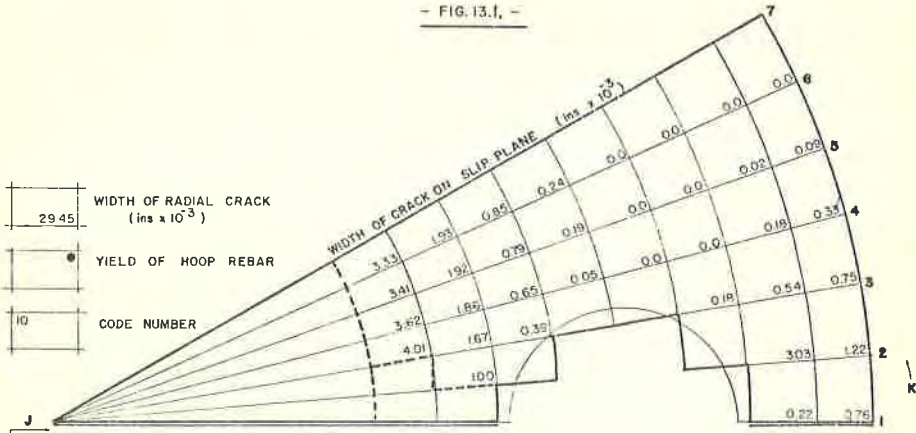 - FIG. 13.1. -
7
WIDTH OF CRACK ON SLIP PLANE (ins x 10^-3)
3.33 1.93 0.85 0.24 0.0 0.0 0.0 0.0 6
3.41 1.92 0.79 0.19 0.0 0.0 0.02 0.09 5
3.62 1.86 0.65 0.05 0.0 0.0 0.18 0.33 4
4.01 1.67 0.39 0.18 0.54 0.75 3
1.00 3.03 1.22 2
0.22 0.76 1
J
K
29 45 WIDTH OF RADIAL CRACK
(ins x 10^-3)
YIELD OF HOOP REBAR
10 CODE NUMBER